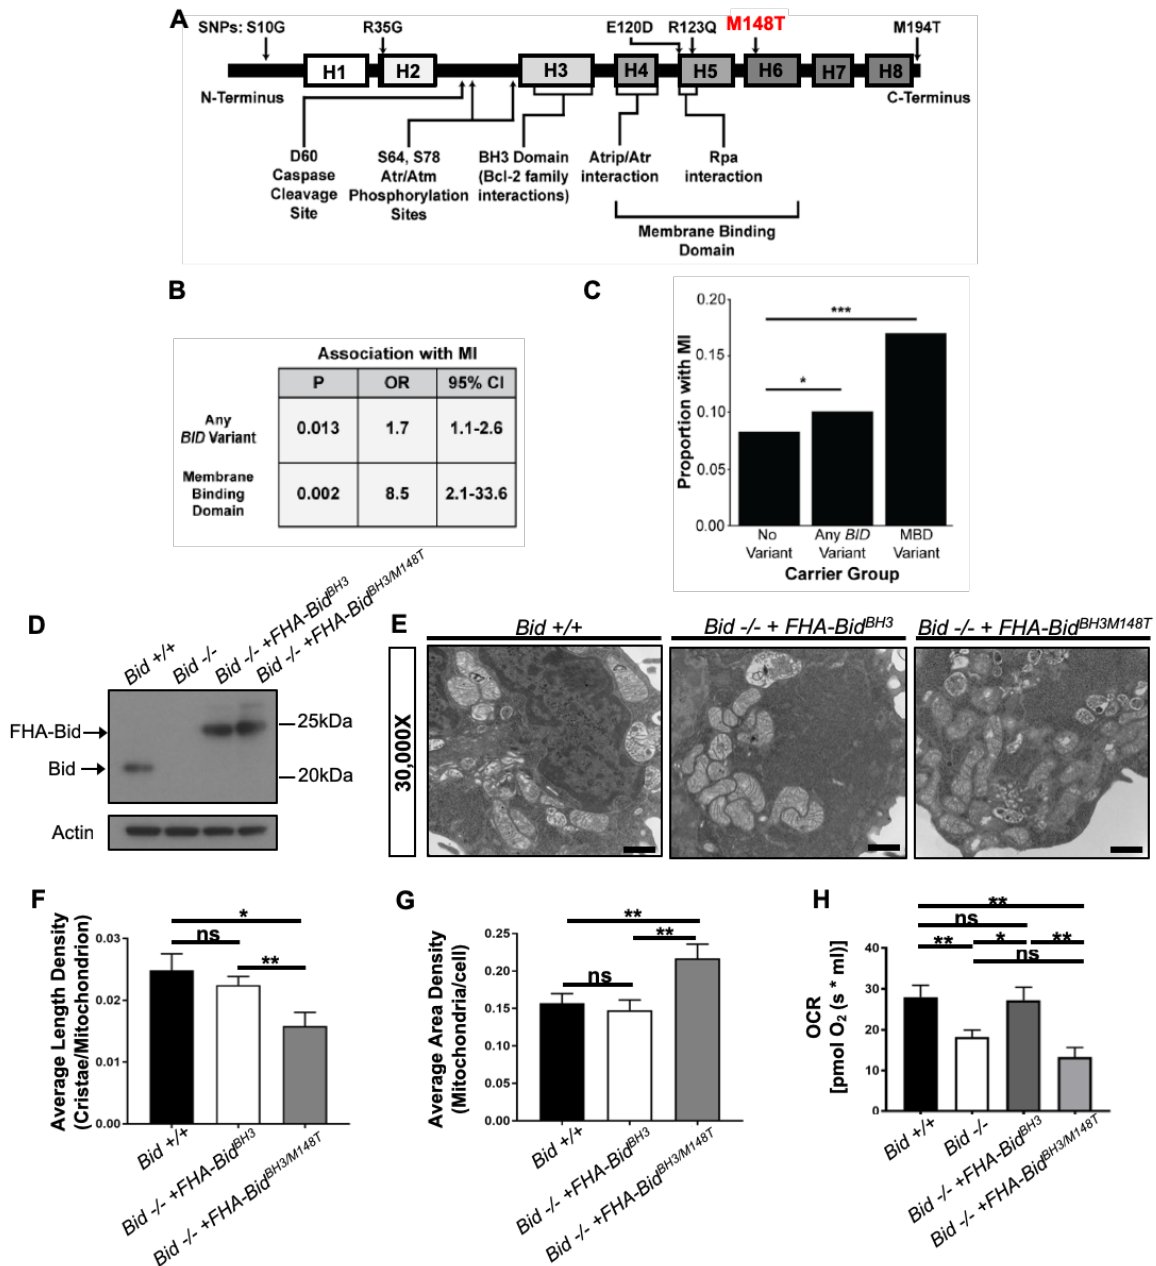 A
SNPs: S10G R35G E120D R123Q M148T M194T
H1 H2 H3 H4 H5 H6 H7 H8
N-Terminus C-Terminus
D60
Caspase
Cleavage
Site
S64, S78
Atr/Atm
Phosphorylation
Sites
BH3 Domain
(Bcl-2 family
interactions)
Atrip/Atr
interaction
Rpa
interaction
Membrane Binding
Domain
B
Association with MI
P OR 95% CI
Any
BID Variant
0.013 1.7 1.1-2.6
Membrane
Binding
Domain
0.002 8.5 2.1-33.6
C
Proportion with MI
0.20
0.15
0.10
0.05
0.00
***
*
No
Variant
Any BID
Variant
MBD
Variant
Carrier Group
D
Bid +/+
Bid -/-
Bid -/- +FHA-BidBH3
Bid -/- +FHA-BidBH3/M148T
FHA-Bid
Bid
25kDa
20kDa
Actin
E
Bid +/+
Bid -/- + FHA-BidBH3
Bid -/- + FHA-BidBH3M148T
30,000X
F
Average Length Density
(Cristae/Mitochondrion)
0.03
0.02
0.01
0.00
*
ns
**
Bid +/+
Bid -/- +FHA-BidBH3
Bid -/- +FHA-BidBH3/M148T
G
Average Area Density
(Mitochondria/cell)
0.25
0.20
0.15
0.10
0.05
0.00
**
**
ns
Bid +/+
Bid -/- +FHA-BidBH3
Bid -/- +FHA-BidBH3/M148T
H
OCR
[pmol O2 (s * ml)]
40
30
20
10
0
**
ns
** * **
ns
Bid +/+
Bid -/-
Bid -/- +FHA-BidBH3
Bid -/- +FHA-BidBH3/M148T